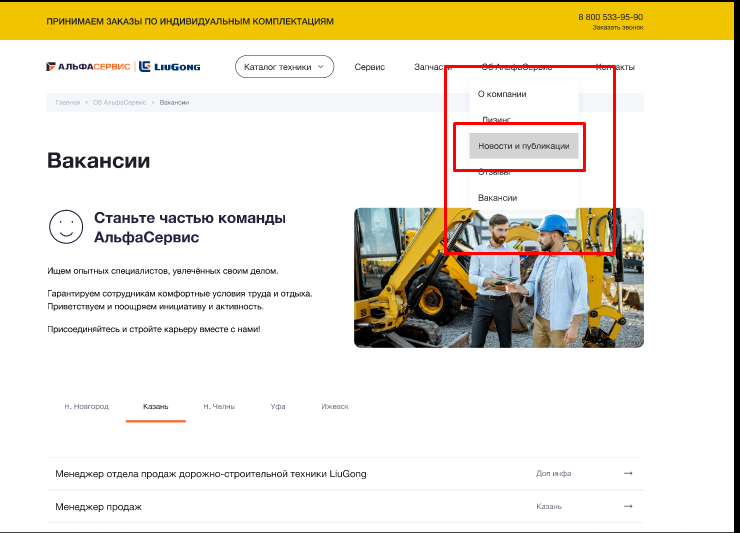 ПРИНИМАЕМ ЗАКАЗЫ ПО ИНДИВИДУАЛЬНЫМ КОМПЛЕКТАЦИЯМ
8 800 533-95-90
Заказать звонок
АЛЬФАСЕРВИС LIUGONG
Каталог техники
Сервис
Запчасти
Об АльфаСервис
Контакты
О компании
Лизинг
Новости и публикации
Отзывы
Вакансии
Главная › Об АльфаСервис › Вакансии
Вакансии
Станьте частью команды
АльфаСервис
Ищем опытных специалистов, увлечённых своим делом.
Гарантируем сотрудникам комфортные условия труда и отдыха.
Приветствуем и поощряем инициативу и активность.
Присоединяйтесь и стройте карьеру вместе с нами!
Н. Новгород
Казань
Н. Челны
Уфа
Ижевск
Менеджер отдела продаж дорожно-строительной техники LiuGong
Доп инфа →
Менеджер продаж
Казань →